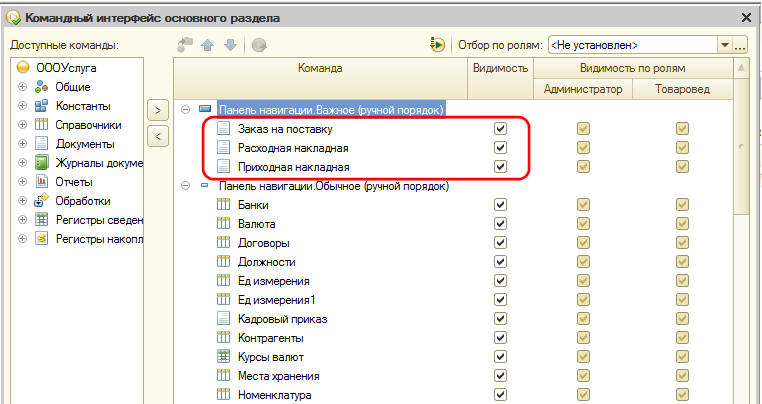 Командный интерфейс основного раздела
Доступные команды:
Отбор по ролям: <Не установлен>
ОООУслуга
Общие
Константы
Справочники
Документы
Журналы докуме
Отчеты
Обработки
Регистры сведен
Регистры накопл
Команда Видимость Видимость по ролям
Администратор Товаровед
Панель навигации.Важное (ручной порядок)
Заказ на поставку
Расходная накладная
Приходная накладная
Панель навигации.Обычное (ручной порядок)
Банки
Валюта
Договоры
Должности
Ед измерения
Ед измерения1
Кадровый приказ
Контрагенты
Курсы валют
Места хранения
Номенклатура